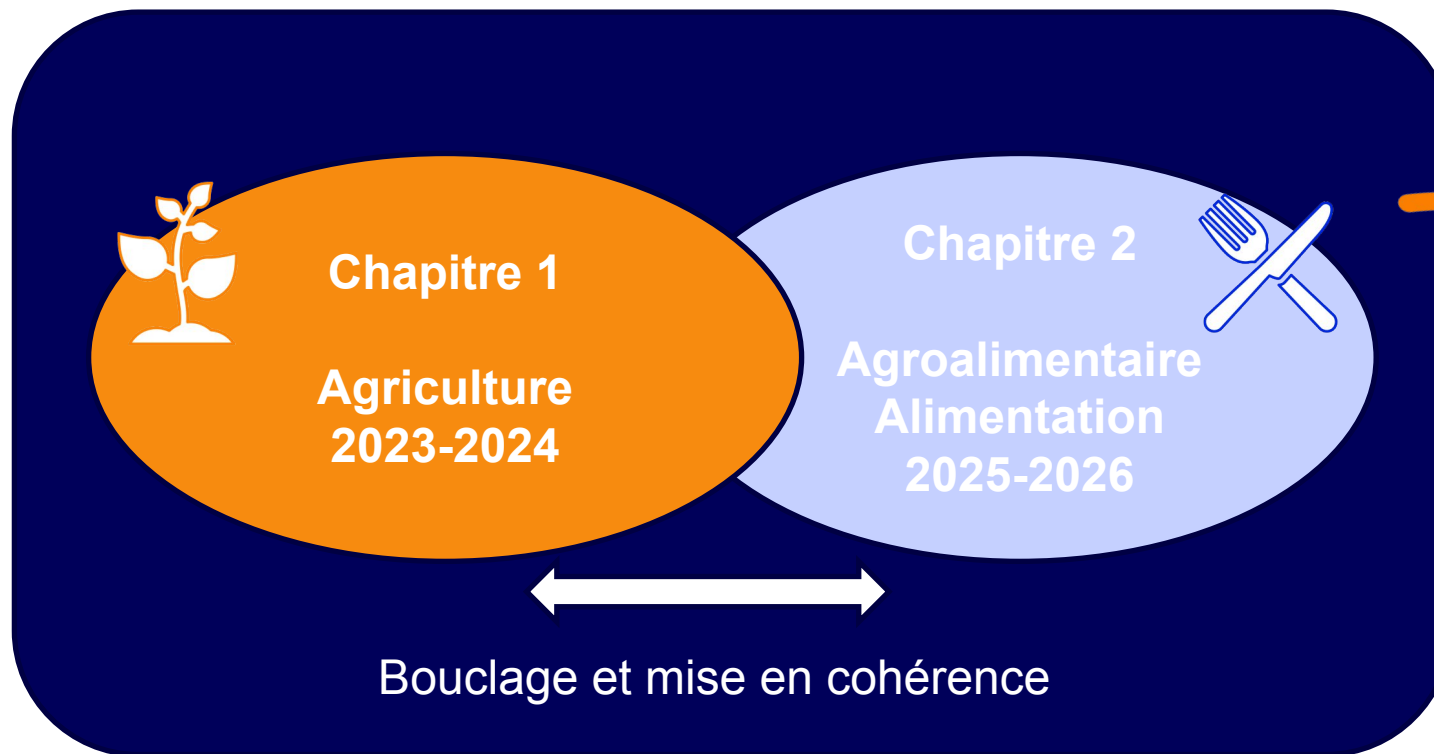 Chapitre 1
Agriculture
2023-2024
Chapitre 2
Agroalimentaire
Alimentation
2025-2026
Bouclage et mise en cohérence